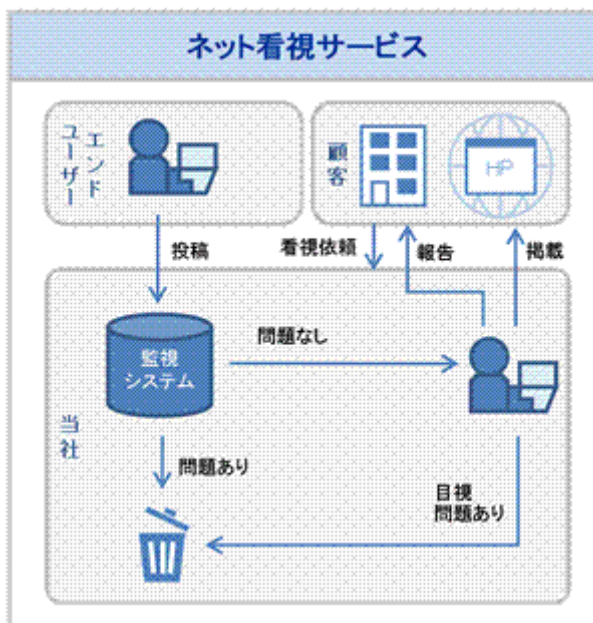 ネット看視サービス
エンド
ユーザー
顧客
HP
投稿
看視依頼
報告
掲載
監視
システム
問題なし
当社
問題あり
目視
問題あり